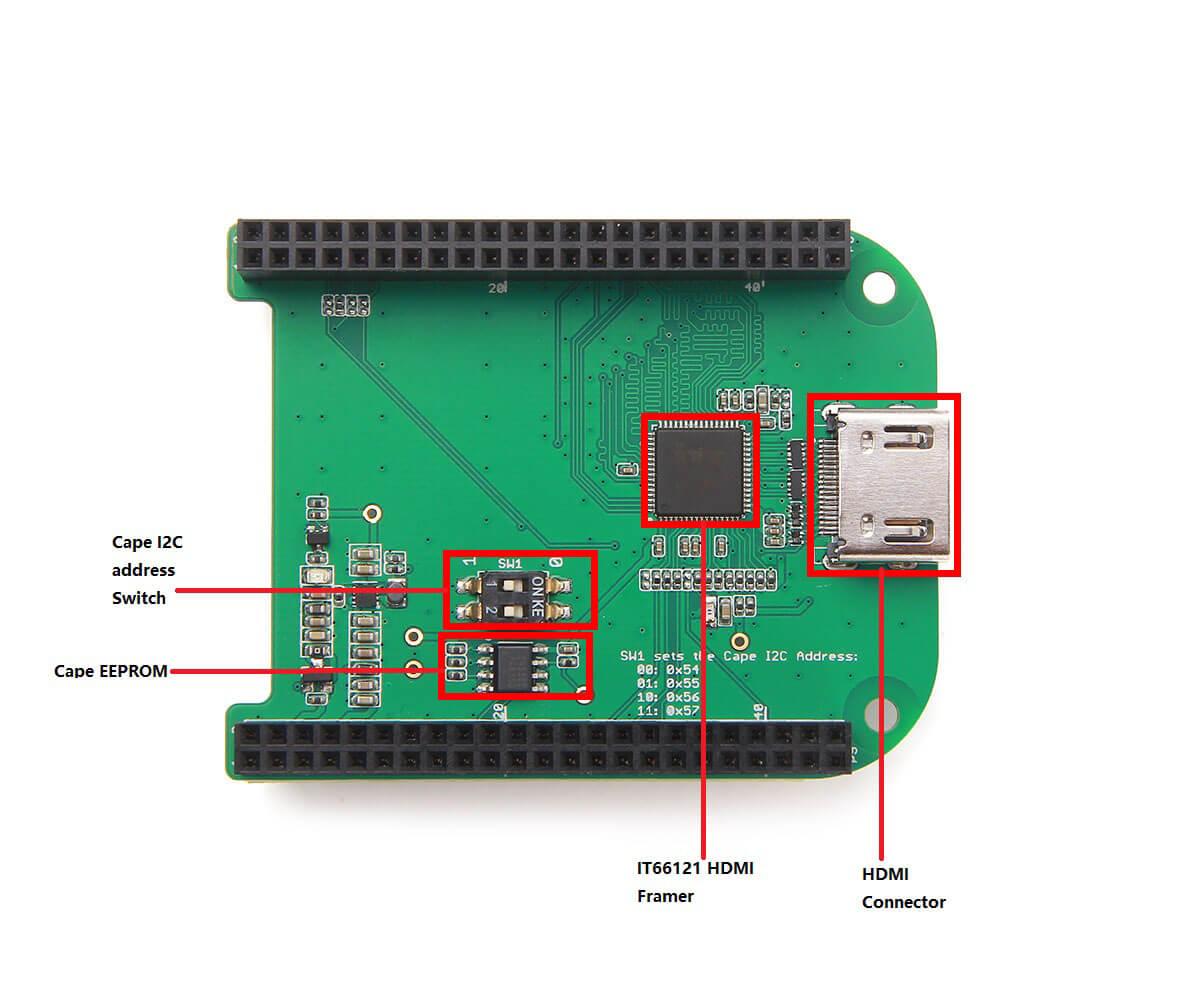 20
40
Cape I2C
address
Switch
1 SW1 0
1 ON KE
2
Cape EEPROM
SW1 sets the Cape I2C Address:
00: 0x54
01: 0x55
10: 0x56
11: 0x57
20
40
IT66121 HDMI
Framer
HDMI
Connector